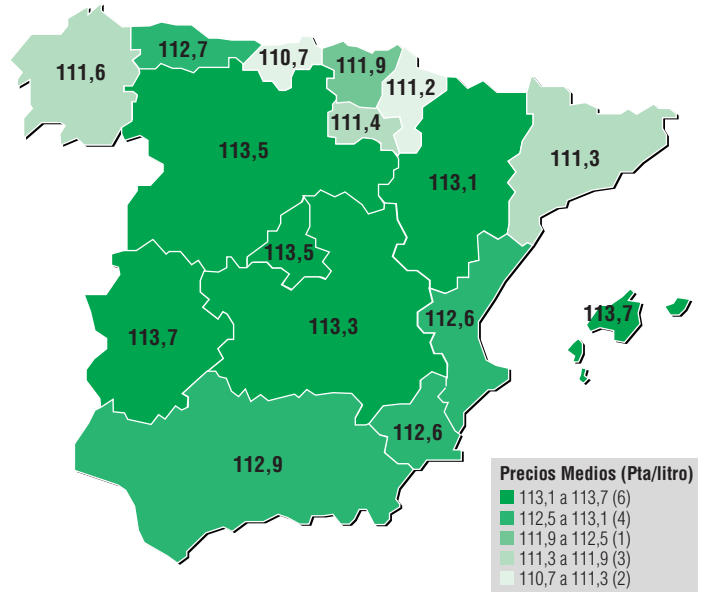 112,7
110,7
111,9
111,6
111,2
111,4
113,5
111,3
113,1
113,5
113,7
112,6
113,3
113,7
112,6
112,9
Precios Medios (Pta/litro)
113,1 a 113,7 (6)
112,5 a 113,1 (4)
111,9 a 112,5 (1)
111,3 a 111,9 (3)
110,7 a 111,3 (2)